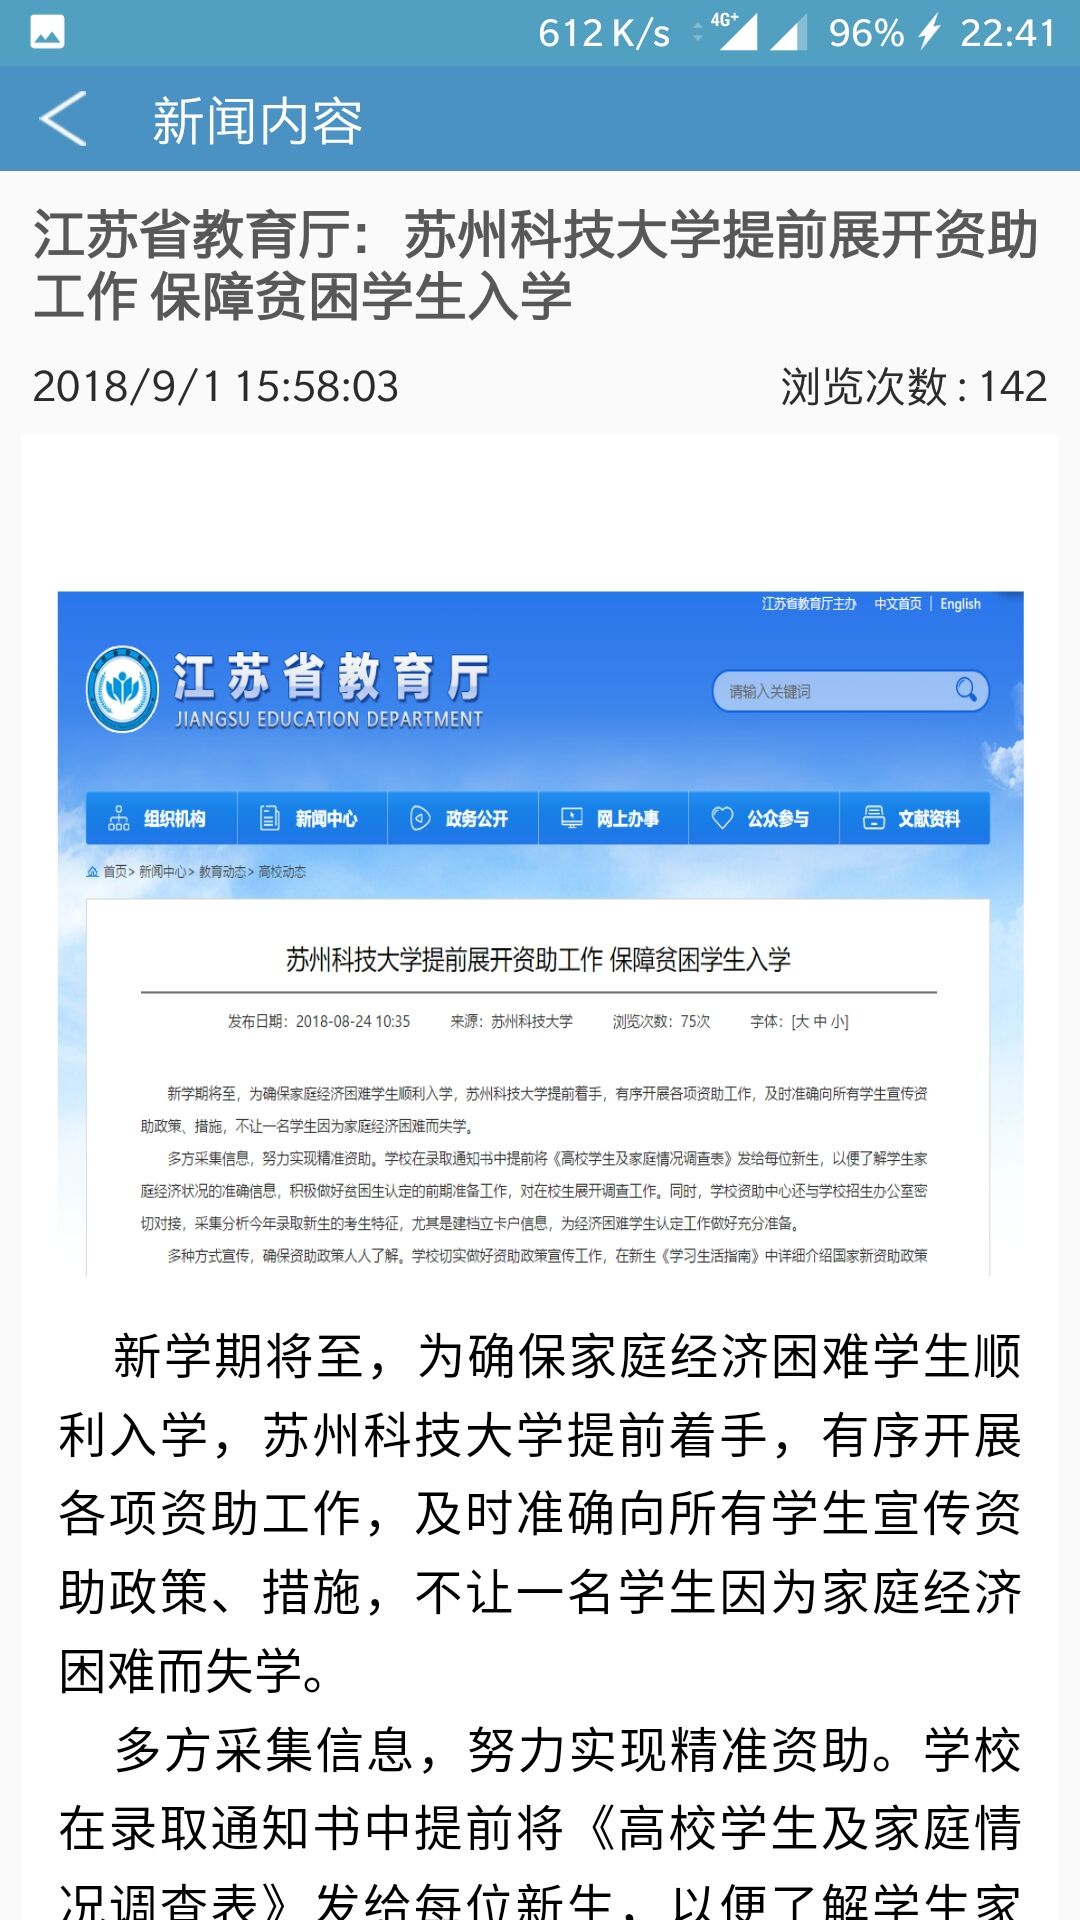 612 K/s 4G+ 96% 22:41
新闻内容
江苏省教育厅：苏州科技大学提前展开资助
工作 保障贫困学生入学
2018/9/1 15:58:03 浏览次数 : 142
江苏省教育厅主办 中文首页 | English
江苏省教育厅
JIANGSU EDUCATION DEPARTMENT
请输入关键词
组织机构 新闻中心 政务公开 网上办事 公众参与 文献资料
首页> 新闻中心> 教育动态> 高校动态
苏州科技大学提前展开资助工作 保障贫困学生入学
发布日期：2018-08-24 10:35 来源：苏州科技大学 浏览次数：75次 字体：[大 中 小]
新学期将至，为确保家庭经济困难学生顺利入学，苏州科技大学提前着手，有序开展各项资助工作，及时准确向所有学生宣传资
助政策、措施，不让一名学生因为家庭经济困难而失学。
多方采集信息，努力实现精准资助。学校在录取通知书中提前将《高校学生及家庭情况调查表》发给每位新生，以便了解学生家
庭经济状况的准确信息，积极做好贫困生认定的前期准备工作，对在校生展开调查工作。同时，学校资助中心还与学校招生办公室密
切对接，采集分析今年录取新生的考生特征，尤其是建档立卡户信息，为经济困难学生认定工作做好充分准备。
多种方式宣传，确保资助政策人人了解。学校切实做好资助政策宣传工作，在新生《学习生活指南》中详细介绍国家新资助政策
新学期将至，为确保家庭经济困难学生顺
利入学，苏州科技大学提前着手，有序开展
各项资助工作，及时准确向所有学生宣传资
助政策、措施，不让一名学生因为家庭经济
困难而失学。
多方采集信息，努力实现精准资助。学校
在录取通知书中提前将《高校学生及家庭情
况调查表》发给每位新生，以便了解学生家